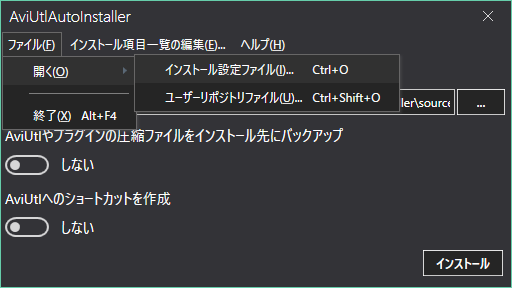 AviUtlAutoInstaller
ファイル(F) インストール項目一覧の編集(E)... ヘルプ(H)
開く(O) インストール設定ファイル(I)... Ctrl+O
ユーザーリポジトリファイル(U)... Ctrl+Shift+O
ller\source ...
終了(X) Alt+F4
AviUtlやプラグインの圧縮ファイルをインストール先にバックアップ
しない
AviUtlへのショートカットを作成
しない
インストール